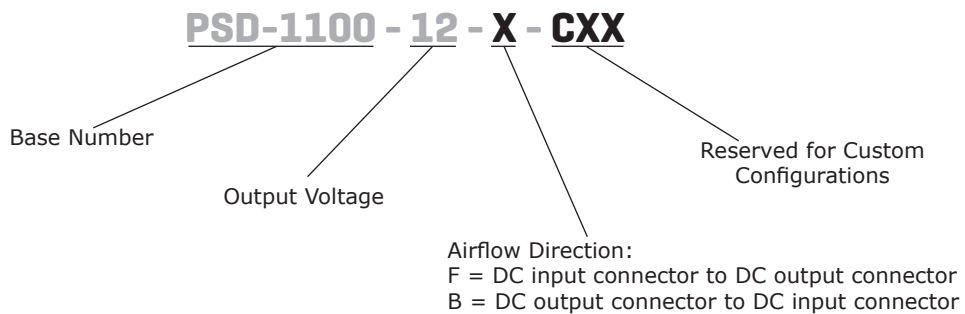 PSD-1100 - 12 - X - CXX
Base Number
Reserved for Custom
Configurations
Output Voltage
Airflow Direction:
F = DC input connector to DC output connector
B = DC output connector to DC input connector